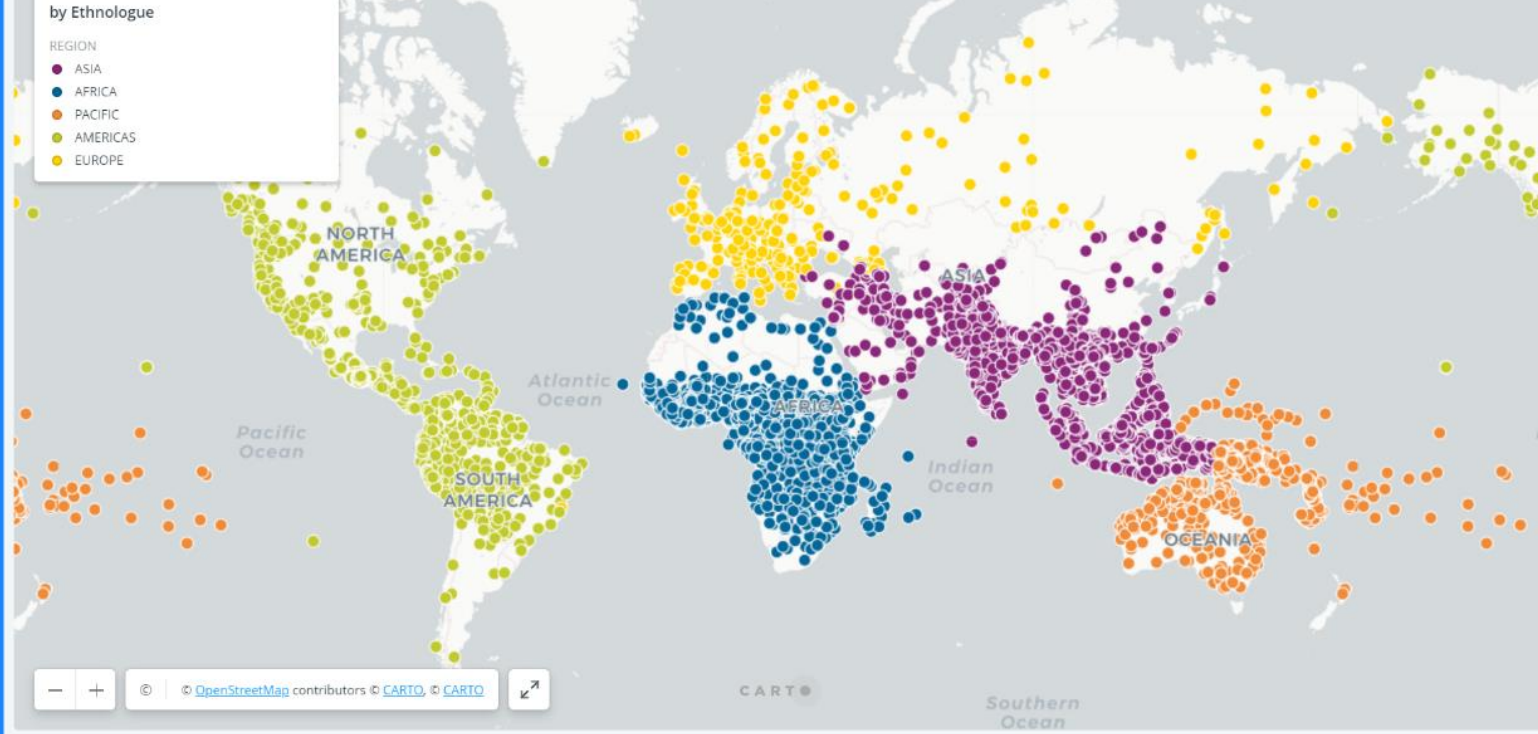 by Ethnologue
REGION
ASIA
AFRICA
PACIFIC
AMERICAS
EUROPE
NORTH
AMERICA
ASIA
Atlantic
Ocean
AFRICA
Pacific
Ocean
Indian
Ocean
SOUTH
AMERICA
OCEANIA
© © OpenStreetMap contributors © CARTO, © CARTO
CARTO
Southern
Ocean